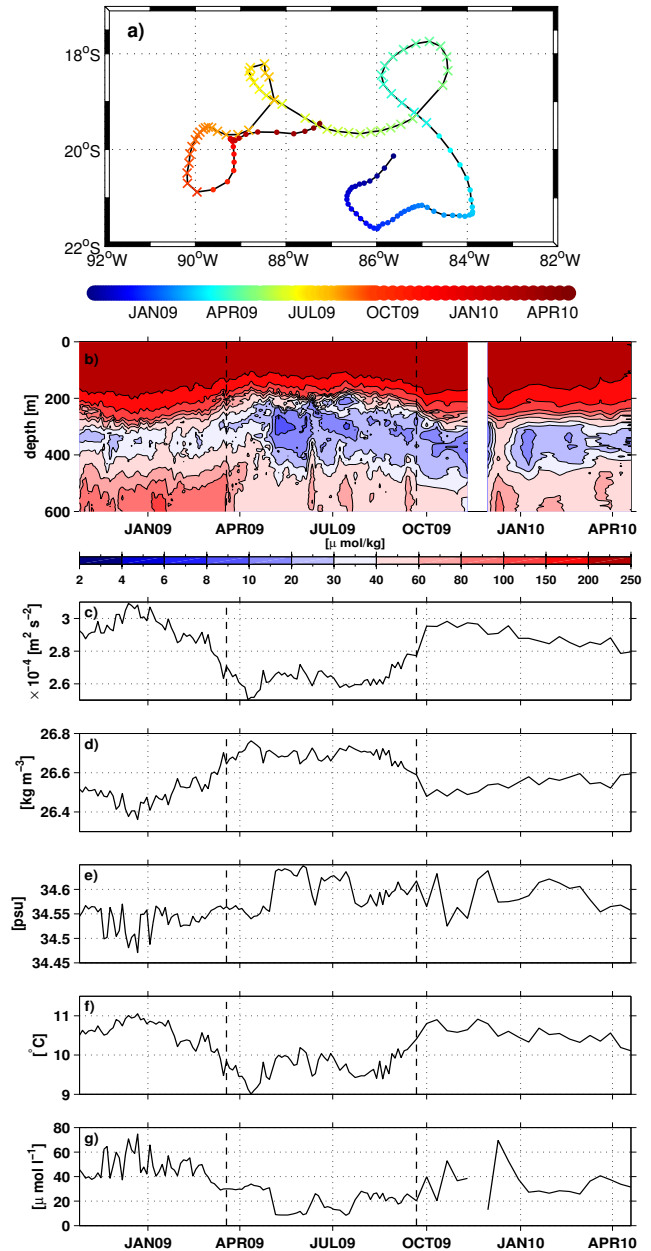 a)
18°S
20°S
22°S
92°W 90°W 88°W 86°W 84°W 82°W
JAN09 APR09 JUL09 OCT09 JAN10 APR10
b)
0
200
400
600
depth [m]
JAN09 APR09 JUL09 OCT09 JAN10 APR10
[μ mol/kg]
2 4 6 8 10 20 30 40 60 80 100 150 200 250
c)
3
2.8
2.6
× 10⁻⁴ [m² s⁻²]
d)
26.8
26.6
26.4
[kg m⁻³]
e)
34.6
34.55
34.5
34.45
[psu]
f)
11
10
9
[°C]
g)
80
60
40
20
0
[μ mol l⁻¹]
JAN09 APR09 JUL09 OCT09 JAN10 APR10